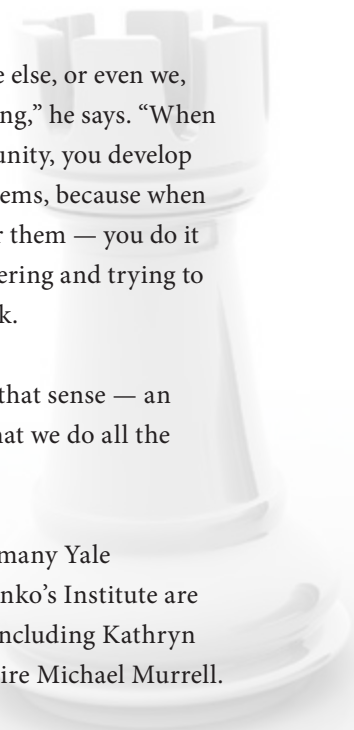 e else, or even we,
ng,” he says. “When
unity, you develop
ems, because when
r them — you do it
ering and trying to
k.
that sense — an
hat we do all the
many Yale
nko’s Institute are
ncluding Kathryn
ire Michael Murrell.